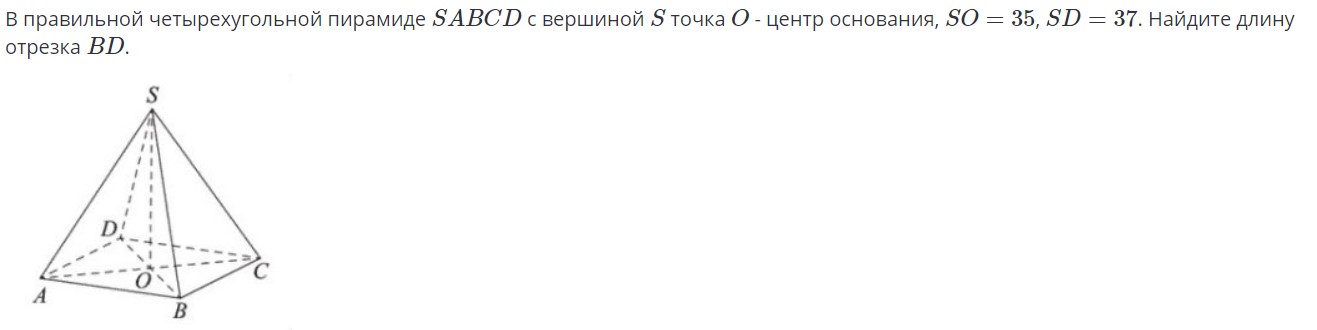 В правильной четырехугольной пирамиде SABCD с вершиной S точка O - центр основания, SO = 35, SD = 37. Найдите длину
отрезка BD.
S
D
O
C
A
B